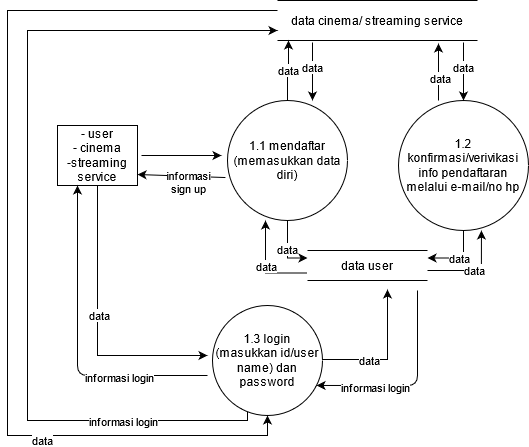 data cinema/ streaming service
data
data
data
data
- user
- cinema
-streaming
service
1.1 mendaftar
(memasukkan data
diri)
1.2
konfirmasi/verivikasi
info pendaftaran
melalui e-mail/no hp
informasi
sign up
data
data
data user
data
data
data
1.3 login
(masukkan id/user
name) dan
password
data
informasi login
informasi login
informasi login
data